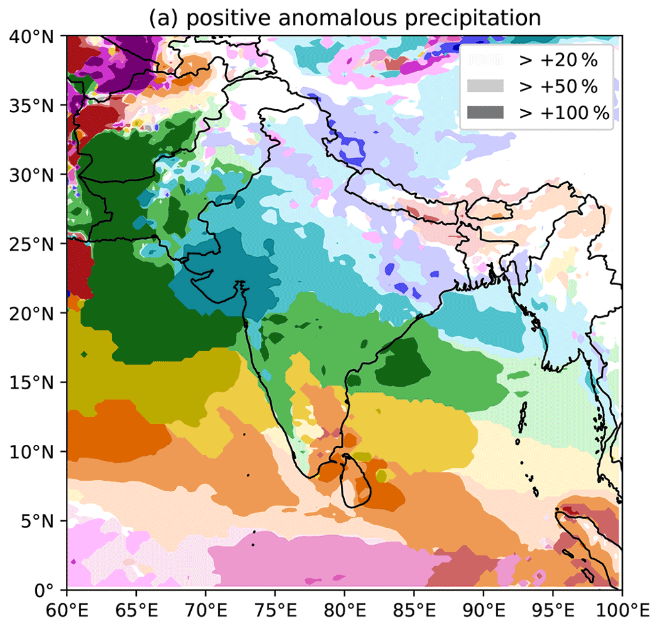 (a) positive anomalous precipitation
> +20 %
> +50 %
> +100 %
40°N
35°N
30°N
25°N
20°N
15°N
10°N
5°N
0°
60°E 65°E 70°E 75°E 80°E 85°E 90°E 95°E 100°E